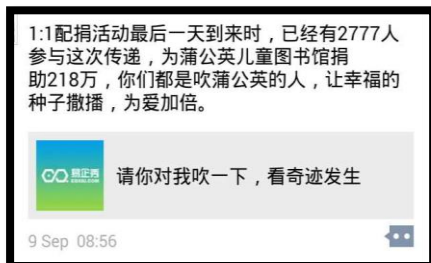 1:1配捐活动最后一天到来时，已经有2777人
参与这次传递，为蒲公英儿童图书馆捐
助218万，你们都是吹蒲公英的人，让幸福的
种子撒播，为爱加倍。
易企秀
请你对我吹一下，看奇迹发生
9 Sep 08:56